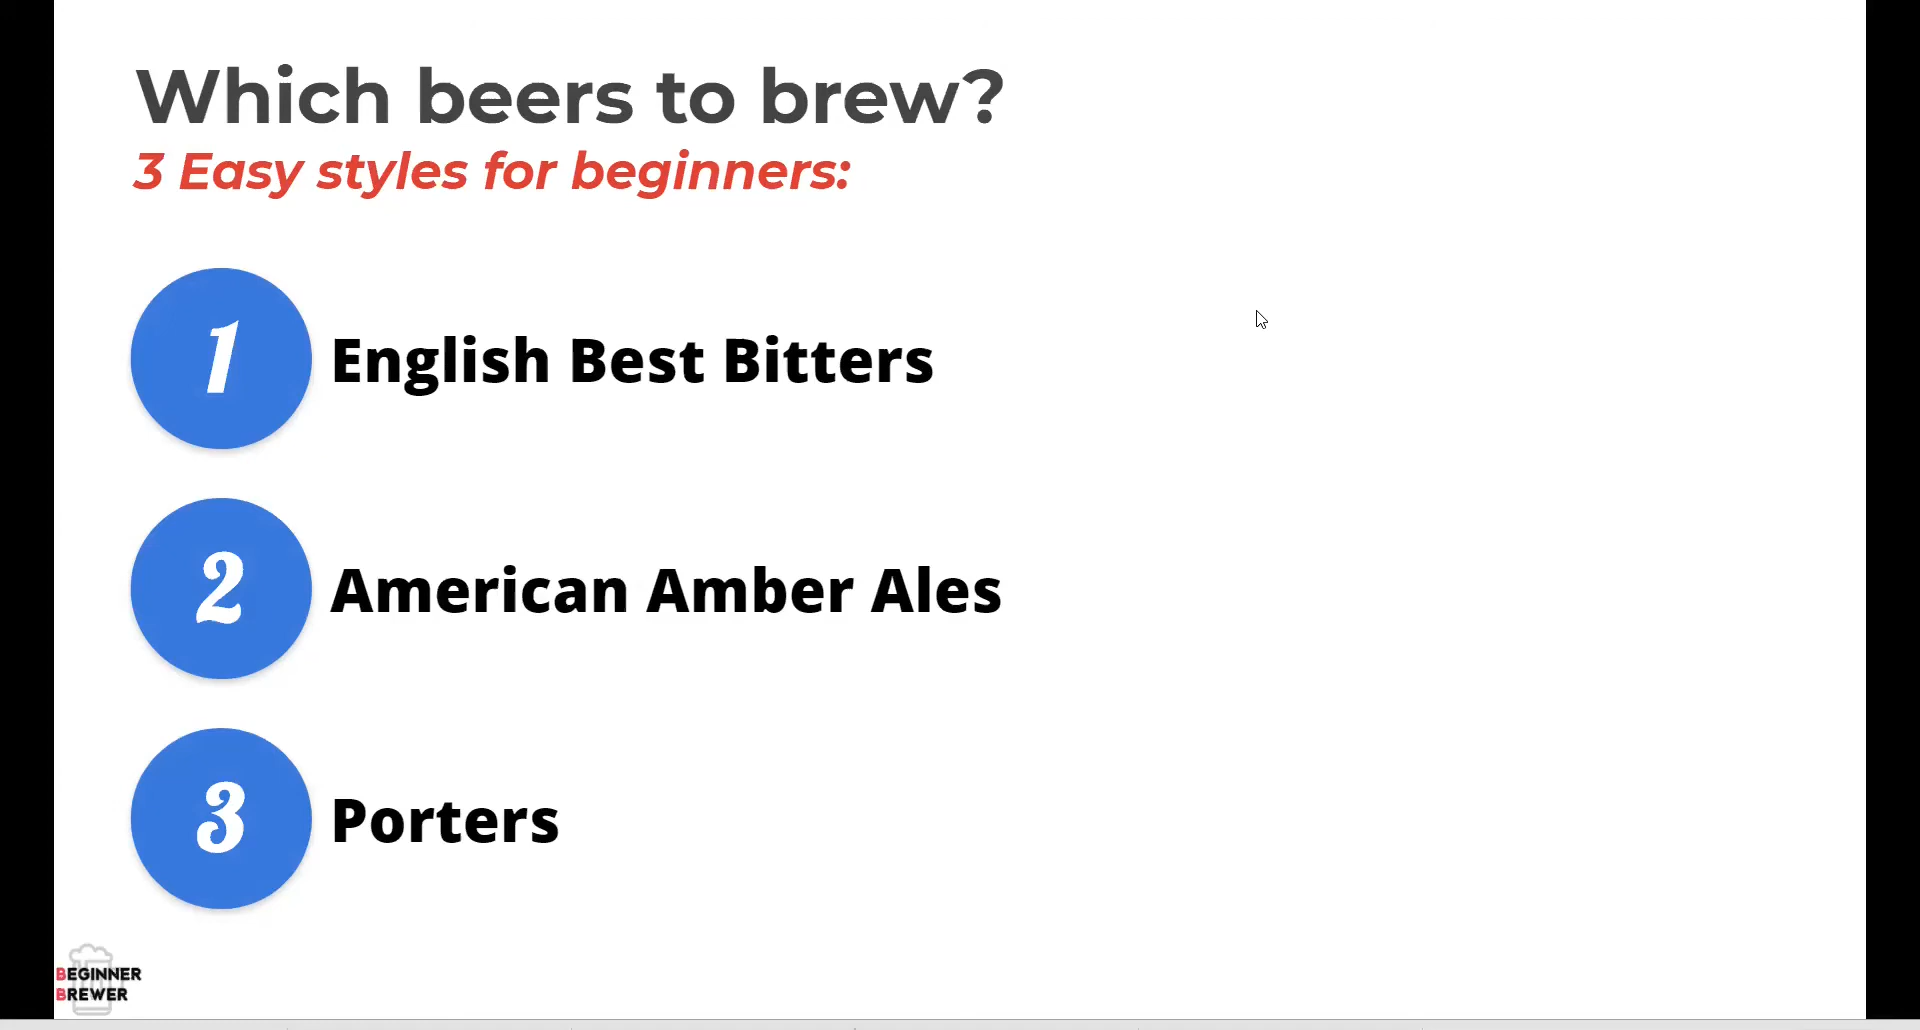 Which beers to brew?
3 Easy styles for beginners:
1
English Best Bitters
2
American Amber Ales
3
Porters
BEGINNER
BREWER